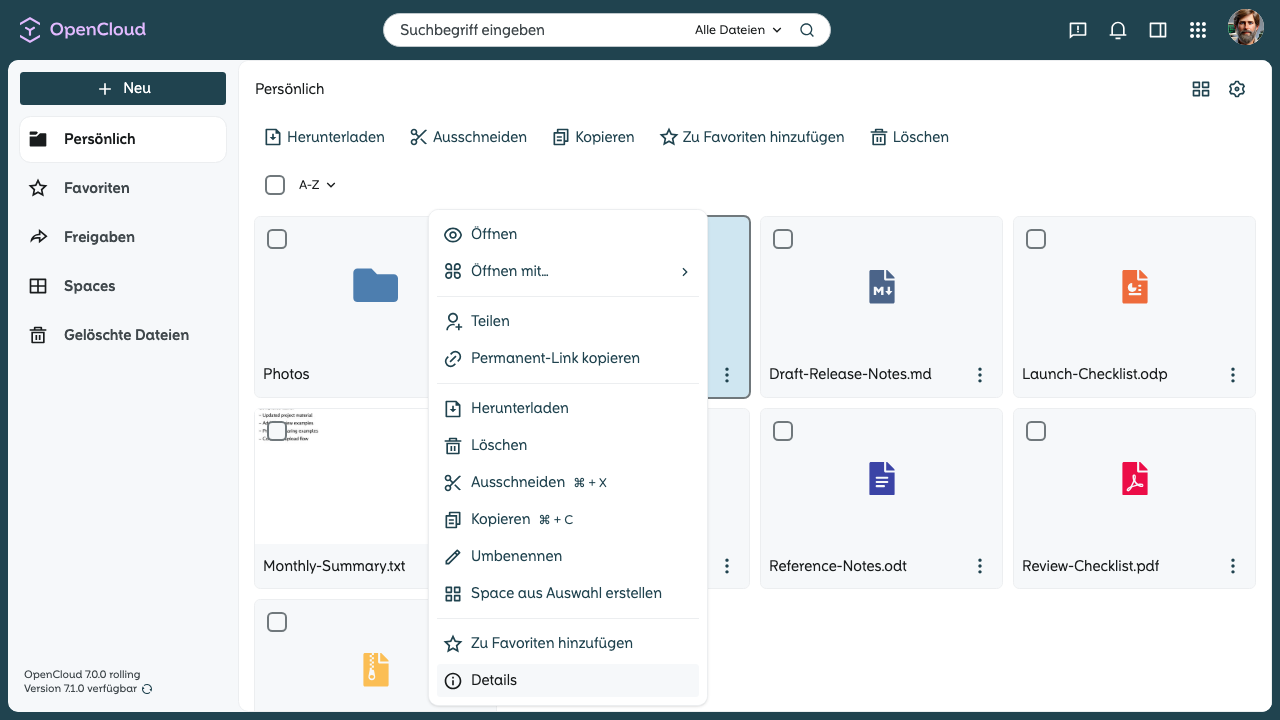 OpenCloud
Suchbegriff eingeben
Alle Dateien
Neu
Persönlich
Favoriten
Freigaben
Spaces
Gelöschte Dateien
OpenCloud 7.0.0 rolling
Version 7.1.0 verfügbar
Persönlich
Herunterladen
Ausschneiden
Kopieren
Zu Favoriten hinzufügen
Löschen
A-Z
Photos
Draft-Release-Notes.md
Launch-Checklist.odp
– Updated project material
Monthly-Summary.txt
Reference-Notes.odt
Review-Checklist.pdf
Öffnen
Öffnen mit...
Teilen
Permanent-Link kopieren
Herunterladen
Löschen
Ausschneiden ⌘ + X
Kopieren ⌘ + C
Umbenennen
Space aus Auswahl erstellen
Zu Favoriten hinzufügen
Details